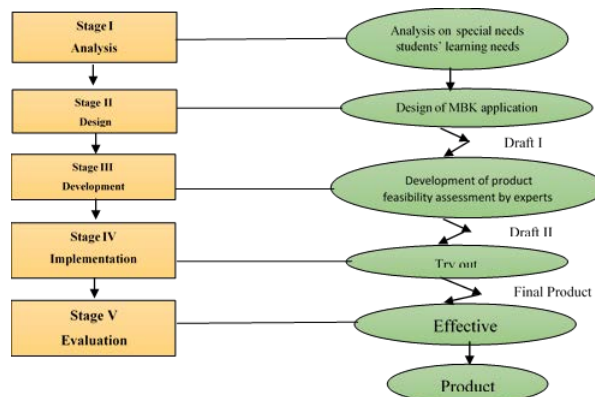 Stage I
Analysis
Analysis on special needs
students' learning needs
Stage II
Design
Design of MBK application
Draft I
Stage III
Development
Development of product
feasibility assessment by experts
Draft II
Stage IV
Implementation
Try out
Final Product
Stage V
Evaluation
Effective
Product